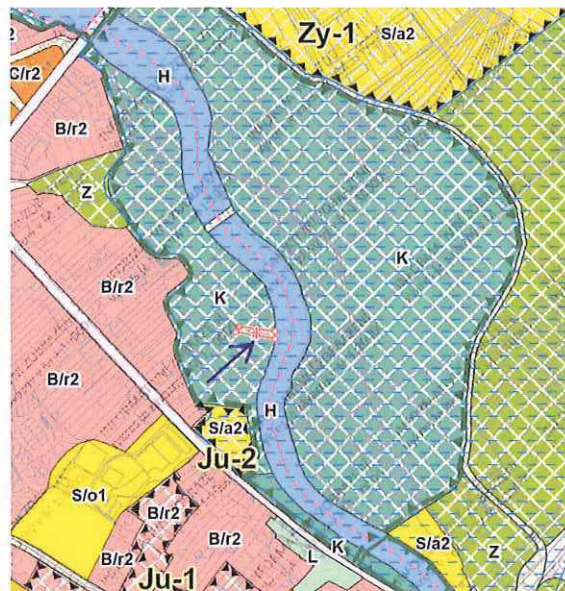 Zy-1
S/a2
H
C/r2
B/r2
Z
K
B/r2
K
B/r2
H
S/a2
Ju-2
S/o1
B/r2
B/r2
B/r2
L
K
S/a2
Z
Ju-1